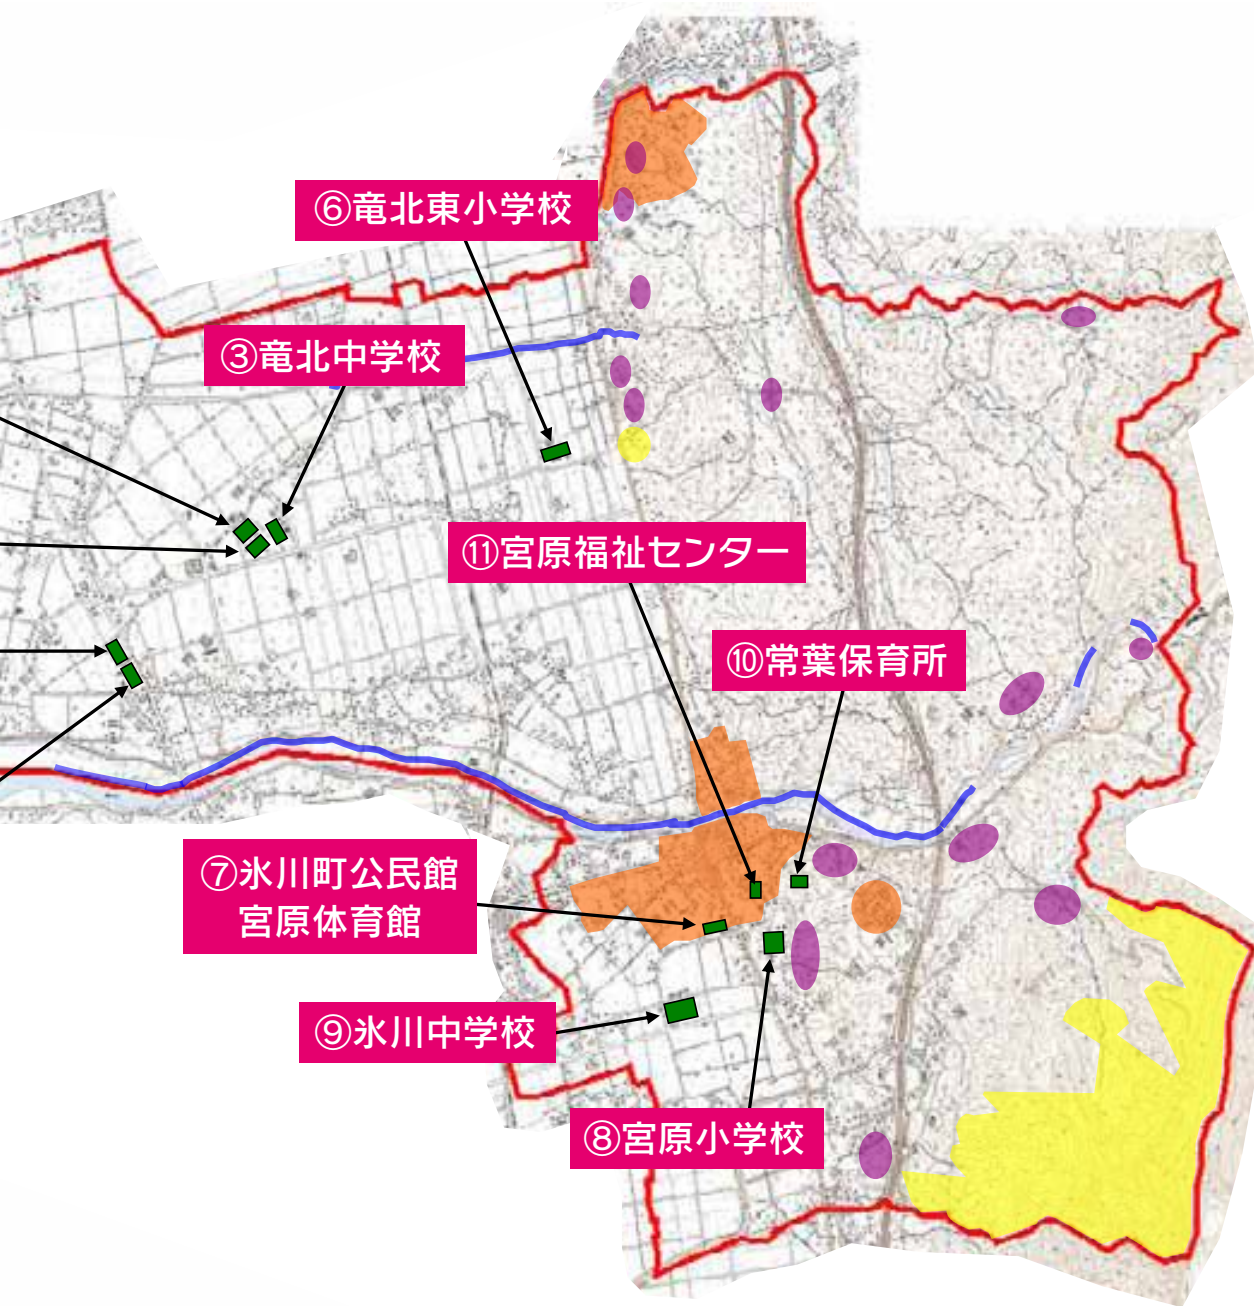 ⑥竜北東小学校
③竜北中学校
⑪宮原福祉センター
⑩常葉保育所
⑦氷川町公民館
宮原体育館
⑨氷川中学校
⑧宮原小学校